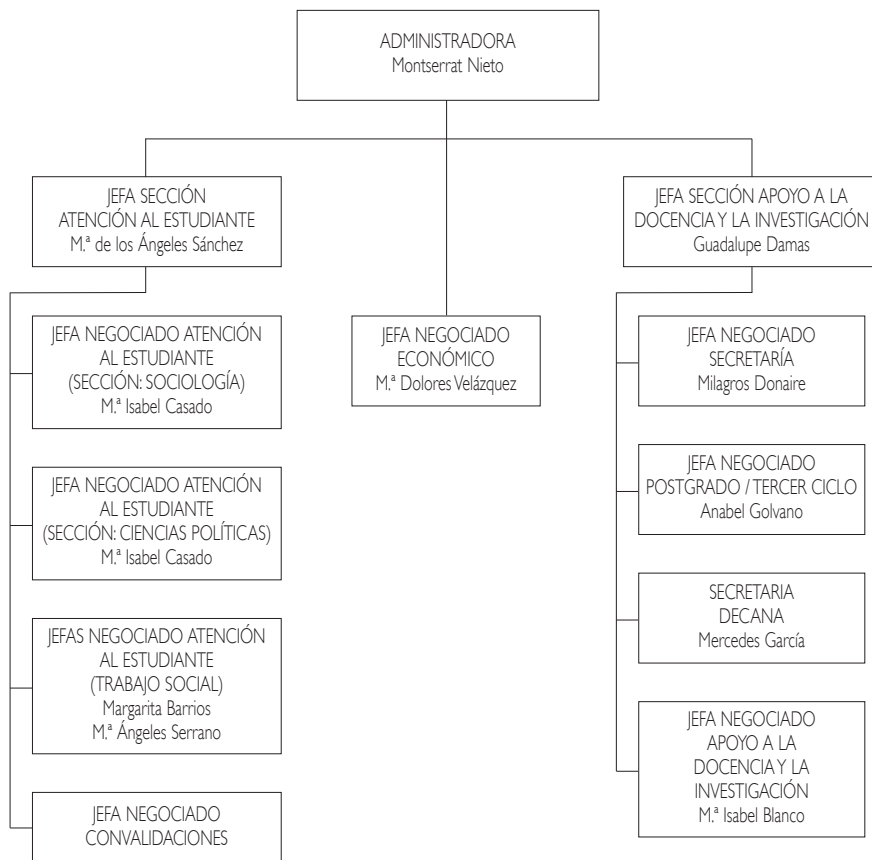 ADMINISTRADORA
Montserrat Nieto
JEFA SECCIÓN
ATENCIÓN AL ESTUDIANTE
M.ª de los Ángeles Sánchez
JEFA SECCIÓN APOYO A LA
DOCENCIA Y LA INVESTIGACIÓN
Guadalupe Damas
JEFA NEGOCIADO ATENCIÓN
AL ESTUDIANTE
(SECCIÓN: SOCIOLOGÍA)
M.ª Isabel Casado
JEFA NEGOCIADO
ECONÓMICO
M.ª Dolores Velázquez
JEFA NEGOCIADO
SECRETARÍA
Milagros Donaire
JEFA NEGOCIADO ATENCIÓN
AL ESTUDIANTE
(SECCIÓN: CIENCIAS POLÍTICAS)
M.ª Isabel Casado
JEFA NEGOCIADO
POSTGRADO / TERCER CICLO
Anabel Golvano
JEFAS NEGOCIADO ATENCIÓN
AL ESTUDIANTE
(TRABAJO SOCIAL)
Margarita Barrios
M.ª Ángeles Serrano
SECRETARIA
DECANA
Mercedes García
JEFA NEGOCIADO
APOYO A LA
DOCENCIA Y LA
INVESTIGACIÓN
M.ª Isabel Blanco
JEFA NEGOCIADO
CONVALIDACIONES